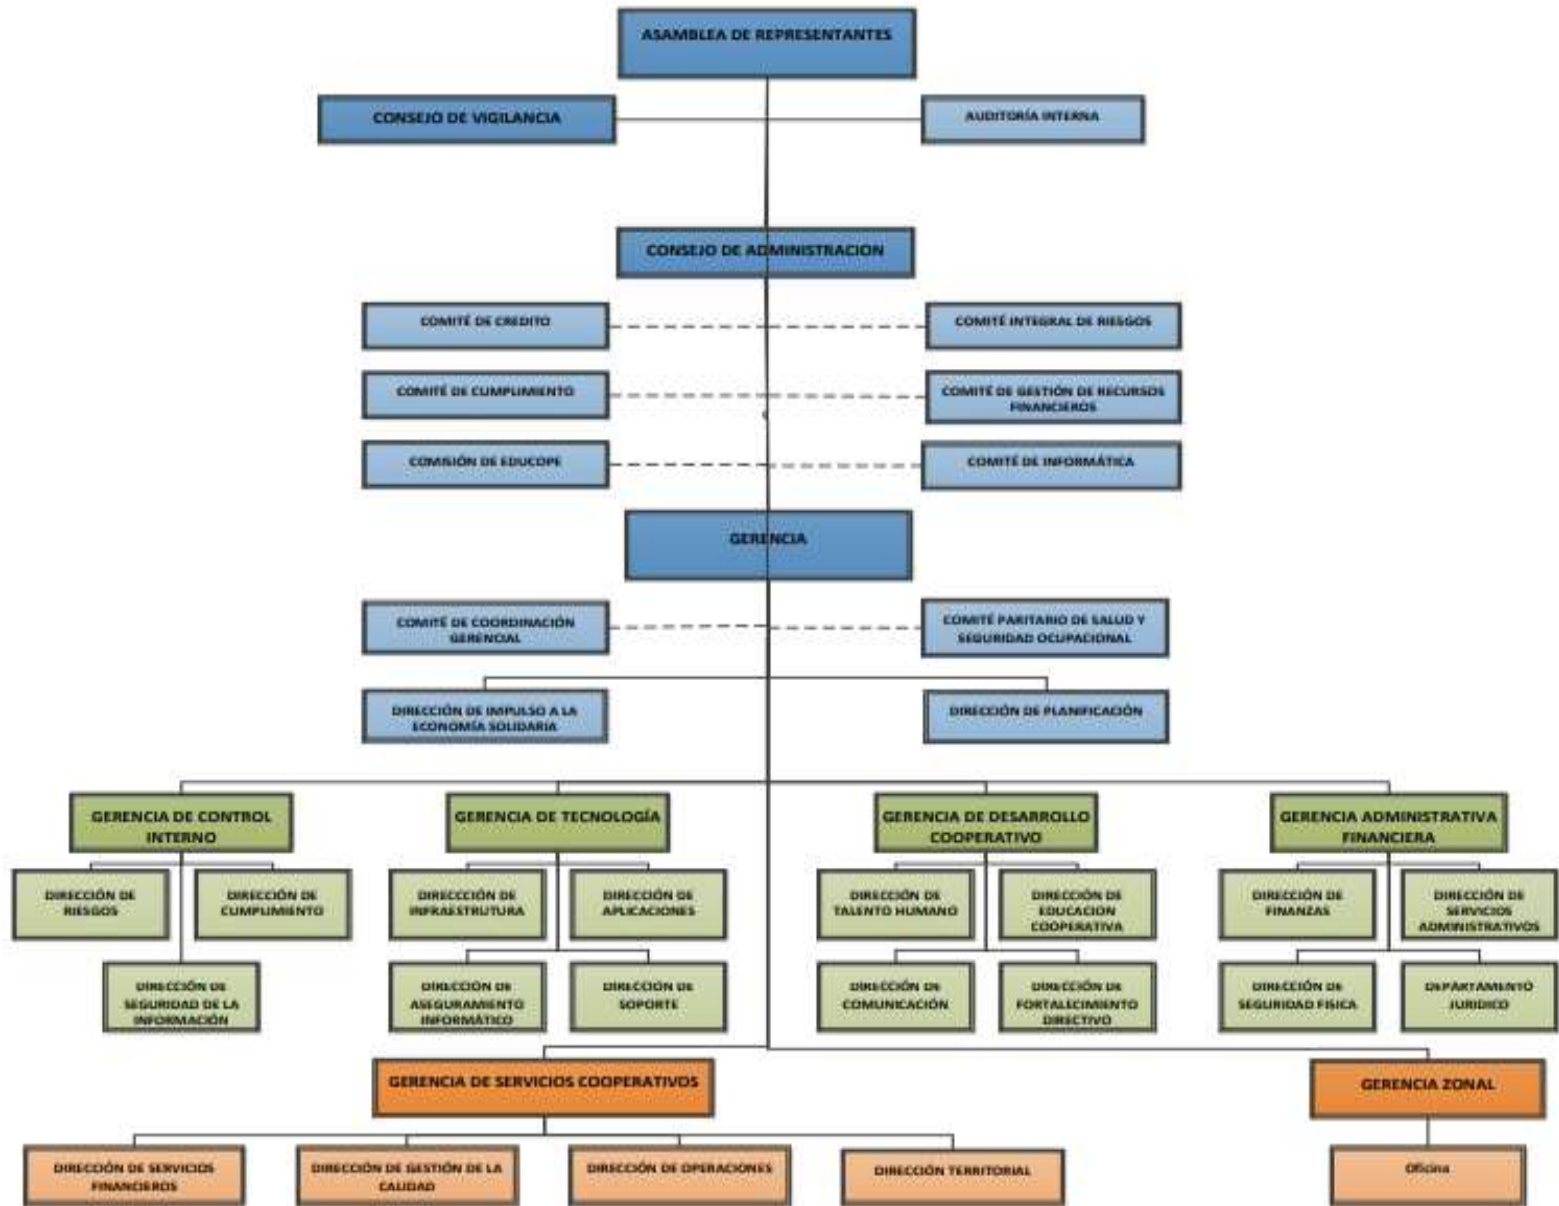 ASAMBLEA DE REPRESENTANTES
CONSEJO DE VIGILANCIA
AUDITORÍA INTERNA
CONSEJO DE ADMINISTRACION
COMITÉ DE CREDITO
COMITÉ INTEGRAL DE RIESGOS
COMITÉ DE CUMPLIMIENTO
COMITÉ DE GESTIÓN DE RECURSOS
FINANCIEROS
COMISIÓN DE EDUCOPE
COMITÉ DE INFORMÁTICA
GERENCIA
COMITÉ DE COORDINACIÓN
GERENCIAL
COMITÉ PARITARIO DE SALUD Y
SEGURIDAD OCUPACIONAL
DIRECCIÓN DE IMPULSO A LA
ECONOMÍA SOLIDARIA
DIRECCIÓN DE PLANIFICACIÓN
GERENCIA DE CONTROL
INTERNO
GERENCIA DE TECNOLOGÍA
GERENCIA DE DESARROLLO
COOPERATIVO
GERENCIA ADMINISTRATIVA
FINANCIERA
DIRECCIÓN DE
RIESGOS
DIRECCIÓN DE
CUMPLIMIENTO
DIRECCCIÓN DE
INFRAESTRUTURA
DIRECCIÓN DE
APLICACIONES
DIRECCIÓN DE
TALENTO HUMANO
DIRECCIÓN DE
EDUCACION
COOPERATIVA
DIRECCIÓN DE
FINANZAS
DIRECCIÓN DE
SERVICIOS
ADMINISTRATIVOS
DIRECCIÓN DE
SEGURIDAD DE LA
INFORMACIÓN
DIRECCIÓN DE
ASEGURAMIENTO
INFORMÁTICO
DIRECCIÓN DE
SOPORTE
DIRECCIÓN DE
COMUNICACIÓN
DIRECCIÓN DE
FORTALECIMIENTO
DIRECTIVO
DIRECCIÓN DE
SEGURIDAD FISICA
DEPARTAMENTO
JURIDICO
GERENCIA DE SERVICIOS COOPERATIVOS
GERENCIA ZONAL
DIRECCIÓN DE SERVICIOS
FINANCIEROS
DIRECCIÓN DE GESTIÓN DE LA
CALIDAD
DIRECCIÓN DE OPERACIONES
DIRECCIÓN TERRITORIAL
Oficina